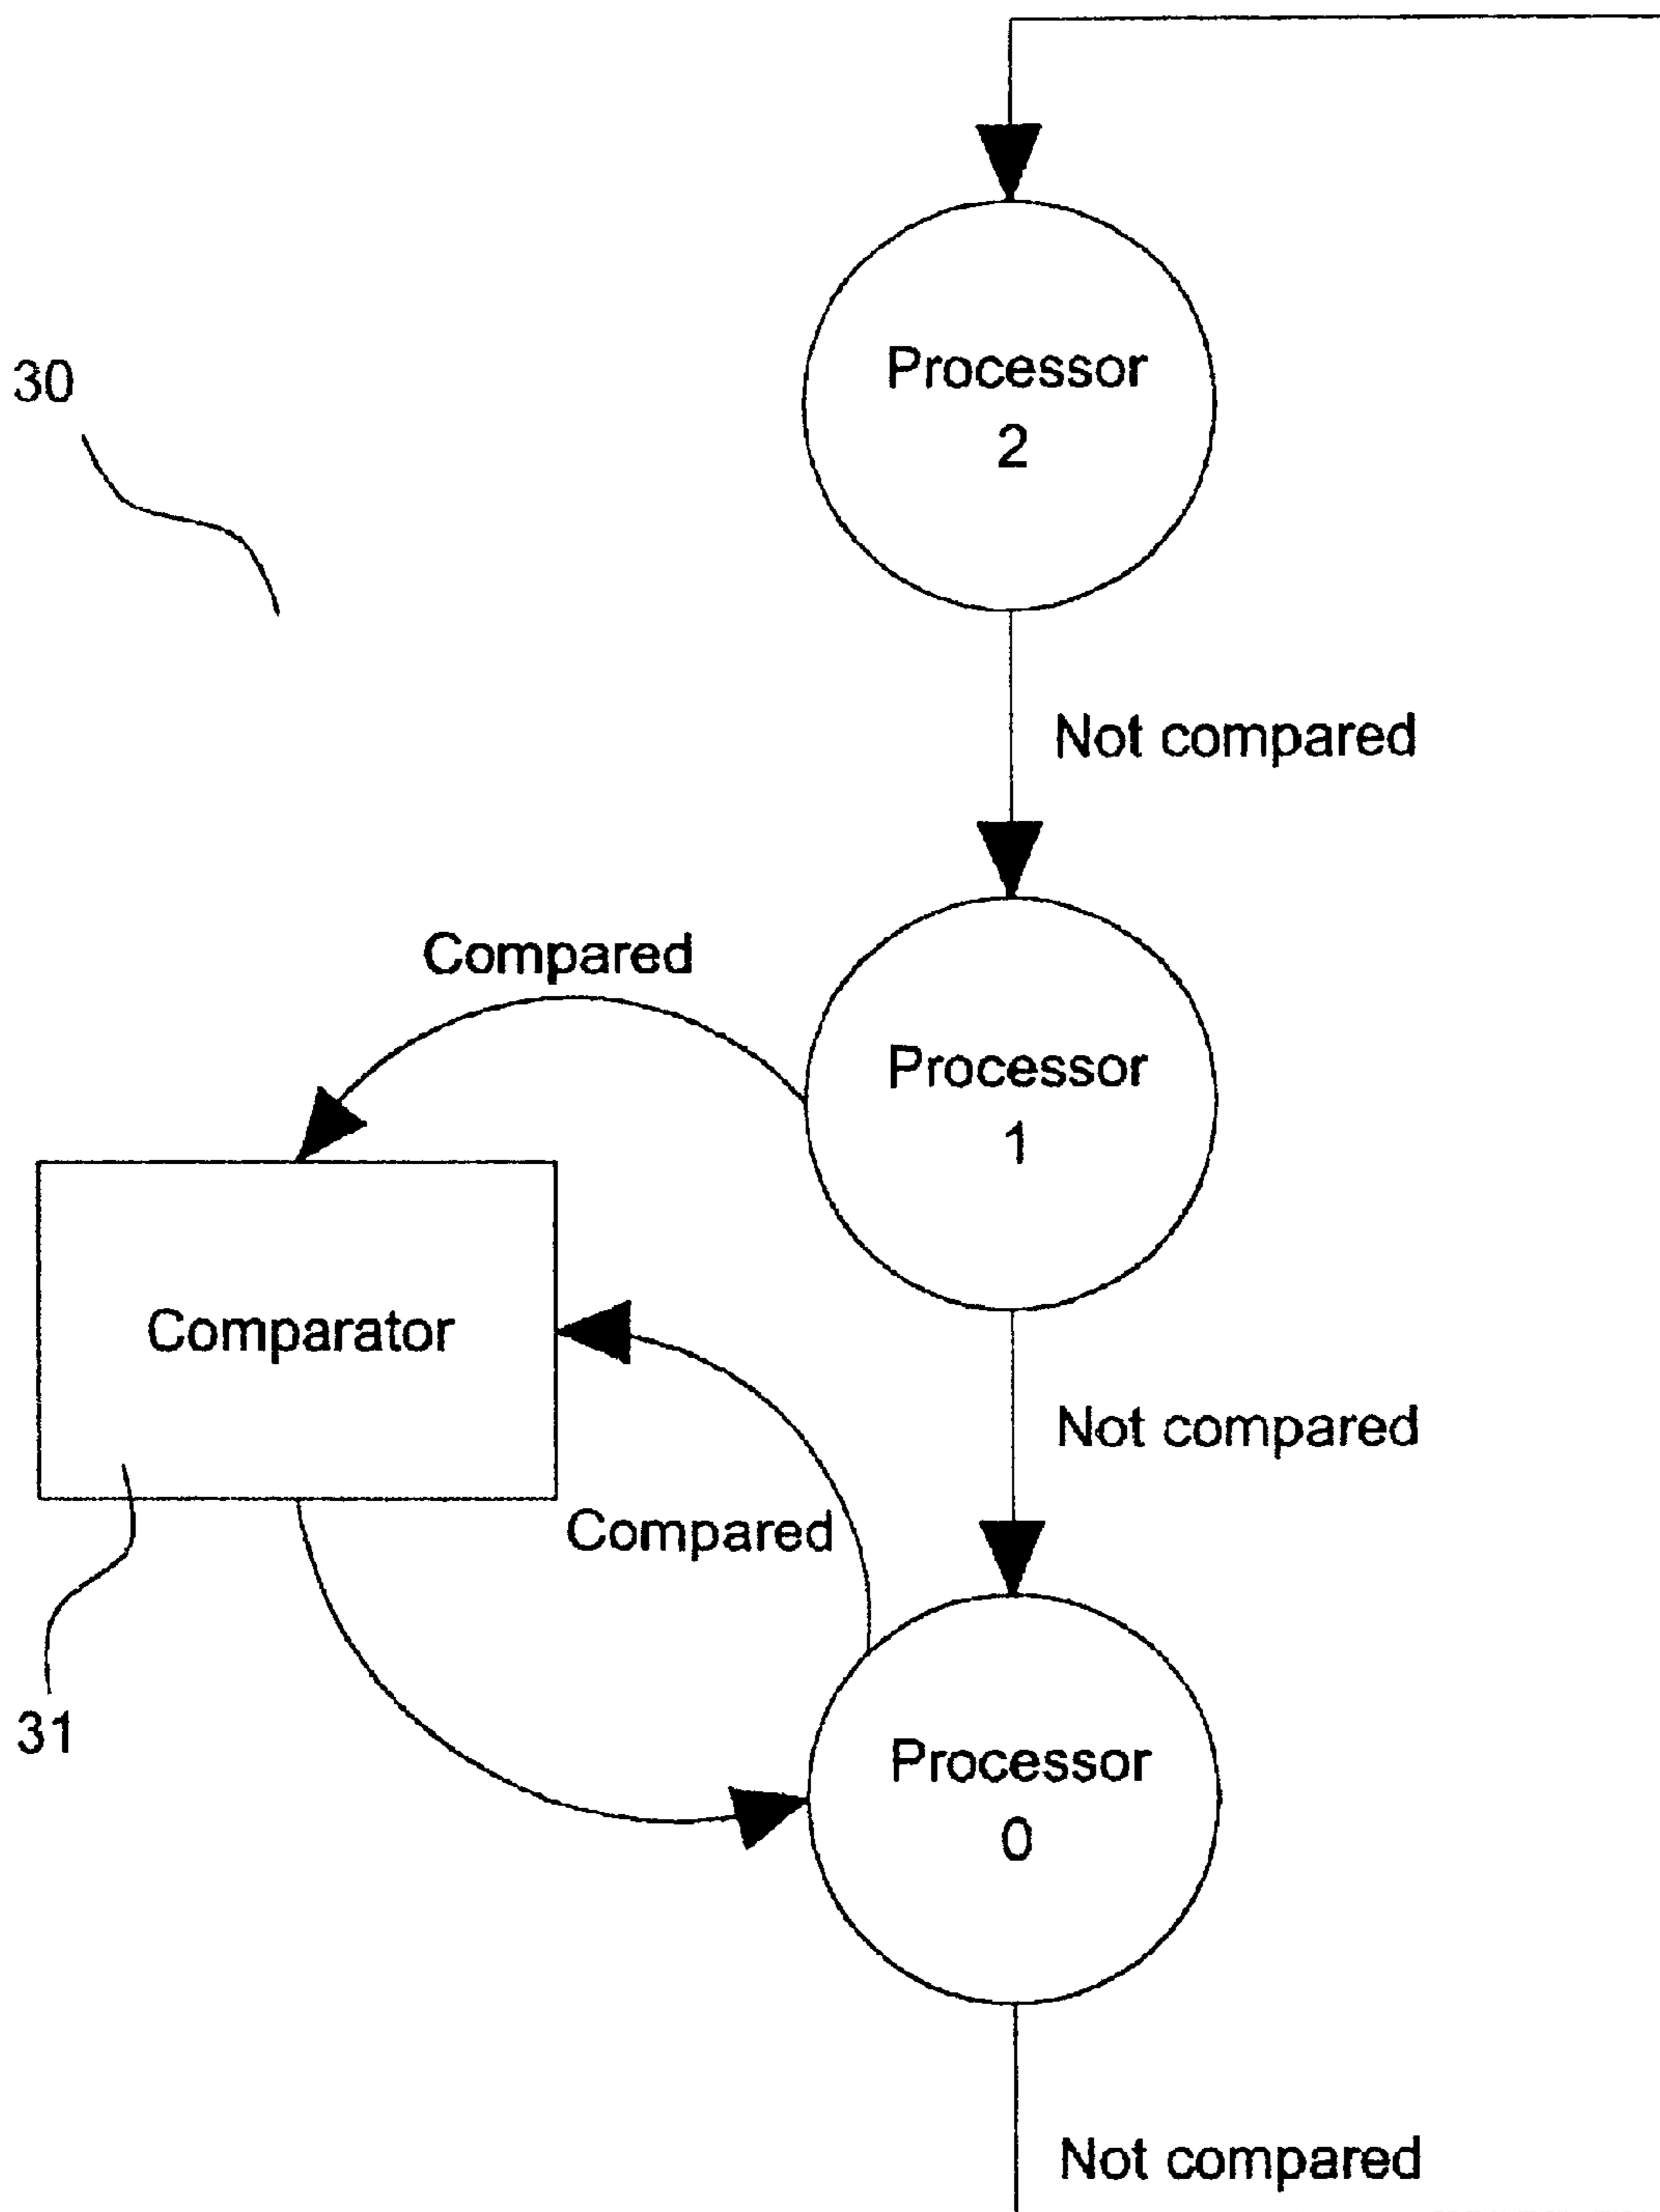 30
Processor
2
Not compared
Compared
Processor
1
Comparator
Not compared
Compared
31
Processor
0
Not compared